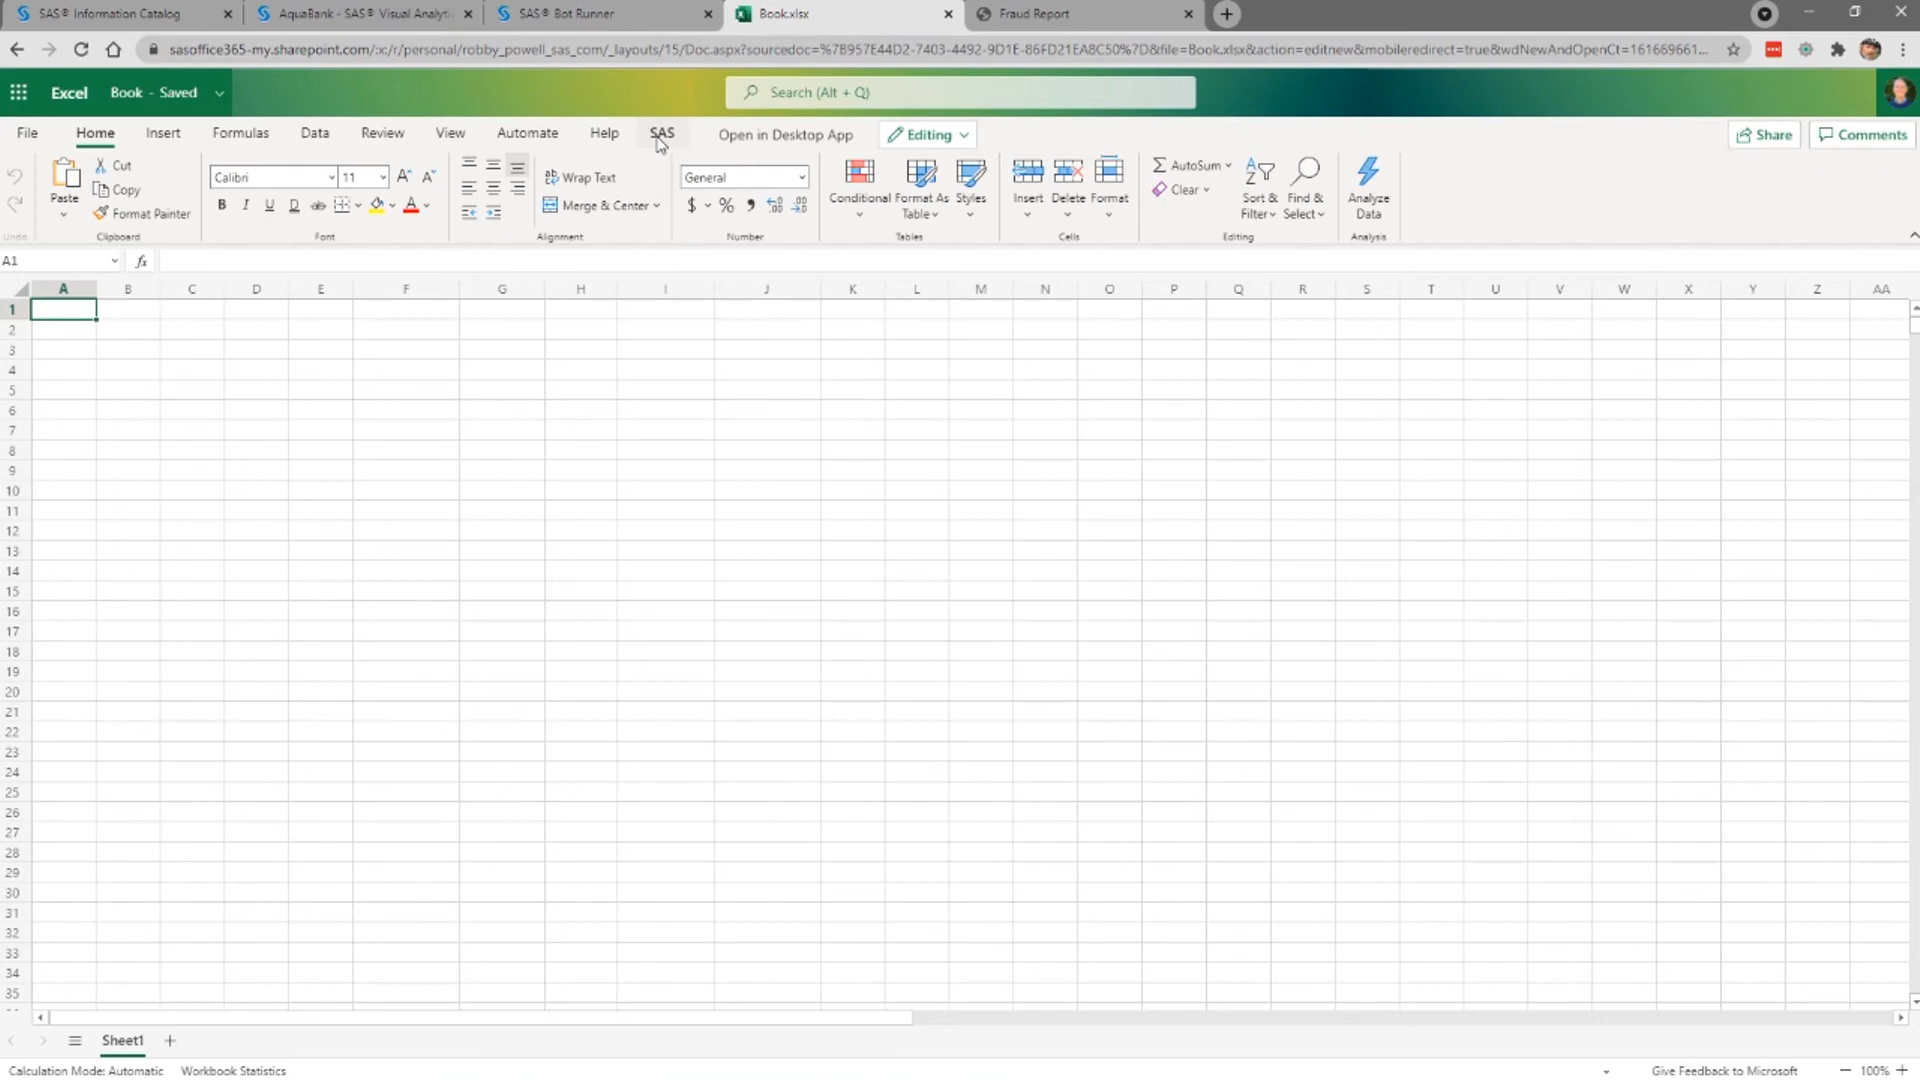 SAS® Information Catalog
AquaBank - SAS® Visual Analyti
SAS® Bot Runner
Book.xlsx
Fraud Report
sasoffice365-my.sharepoint.com/:x:/r/personal/robby_powell_sas_com/_layouts/15/Doc.aspx?sourcedoc=%7B957E44D2-7403-4492-9D1E-86FD21EA8C50%7D&file=Book.xlsx&action=editnew&mobileredirect=true&wdNewAndOpenCt=161669661...
Excel
Book - Saved
Search (Alt + Q)
File Home Insert Formulas Data Review View Automate Help SAS Open in Desktop App Editing Share Comments
Paste
Cut
Copy
Format Painter
Calibri 11
B I U D ab A
Wrap Text
Merge & Center
General
$ % ,
Conditional
Format As Table
Styles
Insert Delete Format
AutoSum
Clear
Sort & Filter
Find & Select
Analyze Data
Undo Clipboard Font Alignment Number Tables Cells Editing Analysis
A1 fx
A B C D E F G H I J K L M N O P Q R S T U V W X Y Z AA
1
2
3
4
5
6
7
8
9
10
11
12
13
14
15
16
17
18
19
20
21
22
23
24
25
26
27
28
29
30
31
32
33
34
35
Sheet1
Calculation Mode: Automatic Workbook Statistics Give Feedback to Microsoft 100%